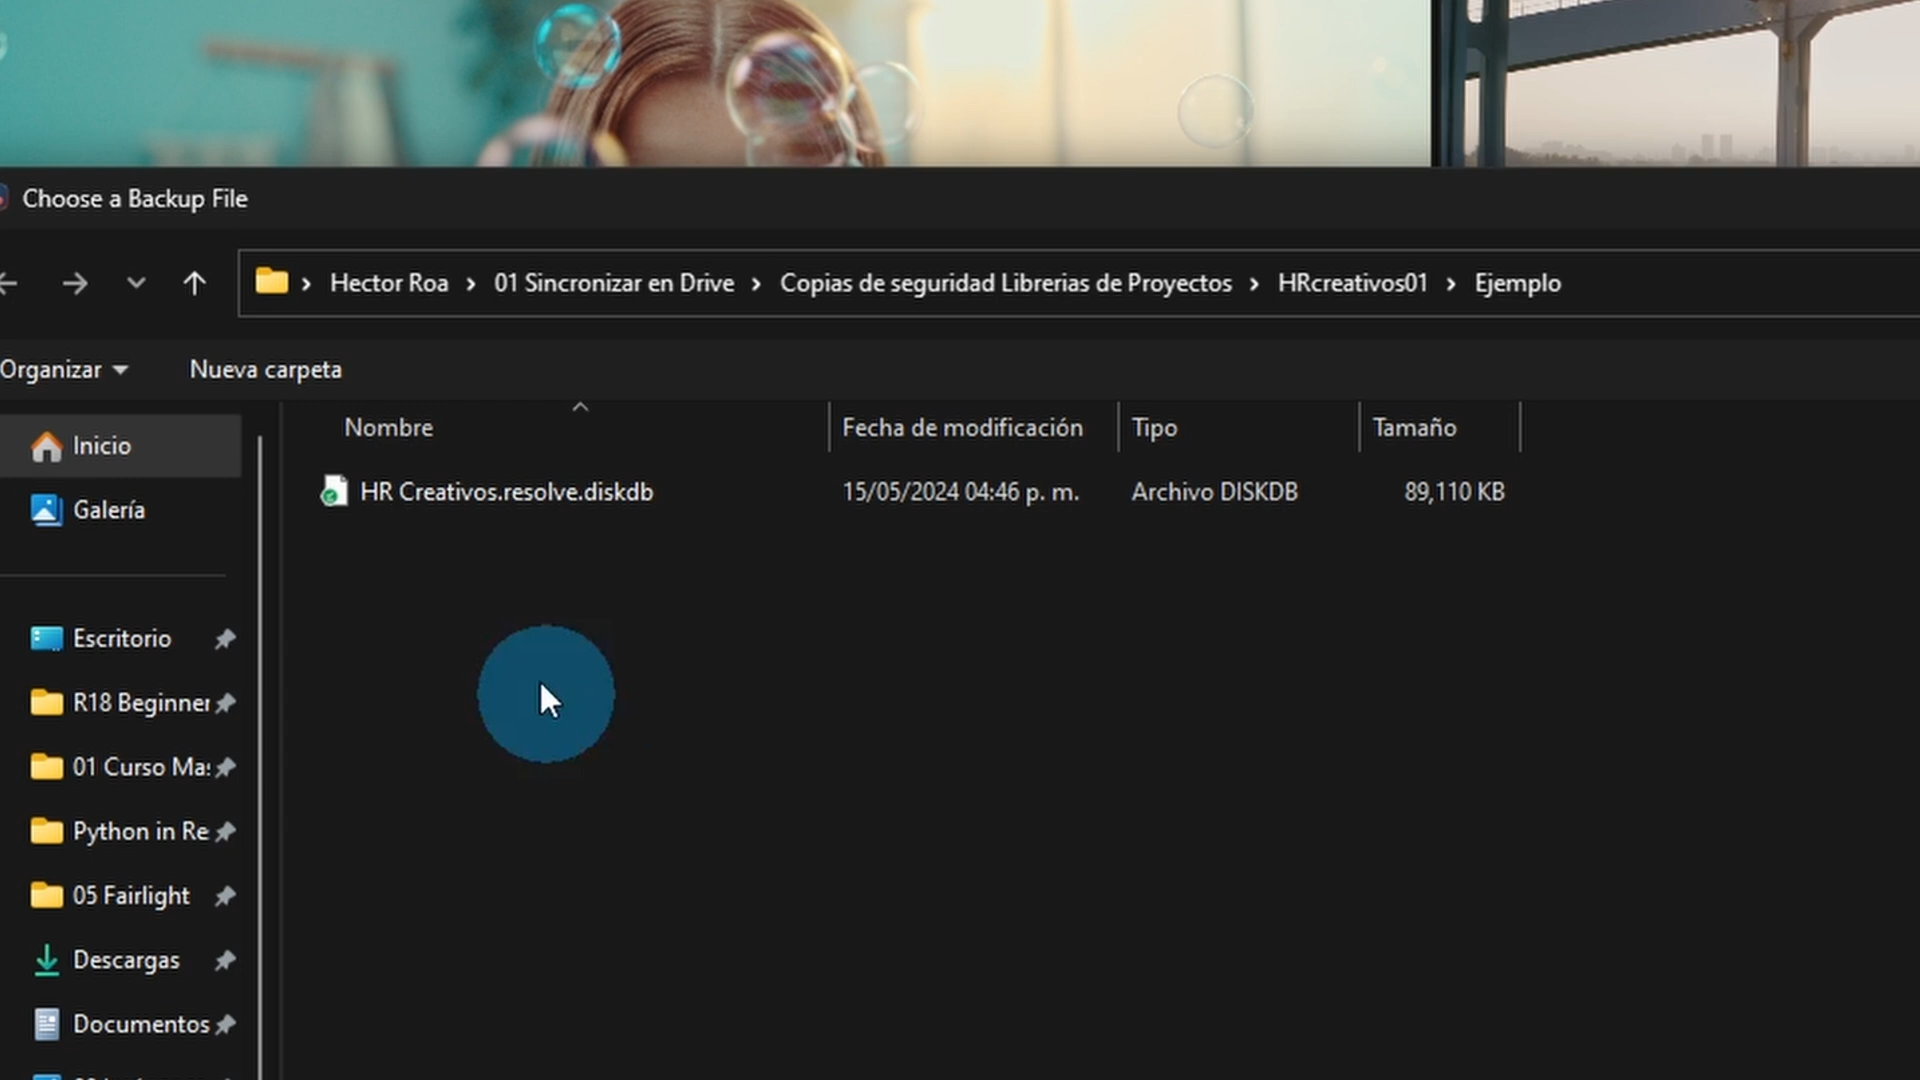 Choose a Backup File
Hector Roa > 01 Sincronizar en Drive > Copias de seguridad Librerias de Proyectos > HRcreativos01 > Ejemplo
Organizar
Nueva carpeta
Nombre
Fecha de modificación
Tipo
Tamaño
HR Creativos.resolve.diskdb
15/05/2024 04:46 p. m.
Archivo DISKDB
89,110 KB
Inicio
Galería
Escritorio
R18 Beginner
01 Curso Mas
Python in Re
05 Fairlight
Descargas
Documentos